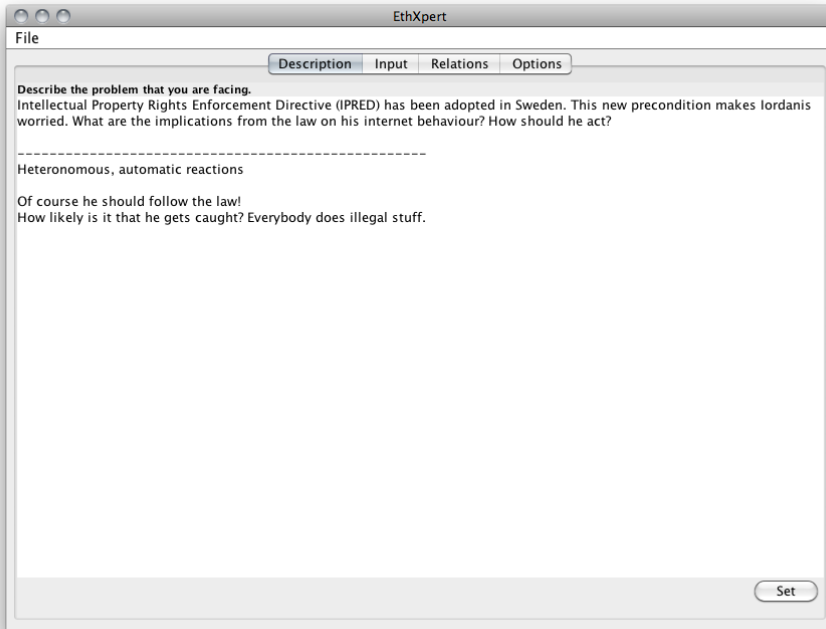 EthXpert
File
Description Input Relations Options
Describe the problem that you are facing.
Intellectual Property Rights Enforcement Directive (IPRED) has been adopted in Sweden. This new precondition makes Iordanis
worried. What are the implications from the law on his internet behaviour? How should he act?
---------------------------------------------------
Heteronomous, automatic reactions
Of course he should follow the law!
How likely is it that he gets caught? Everybody does illegal stuff.
Set